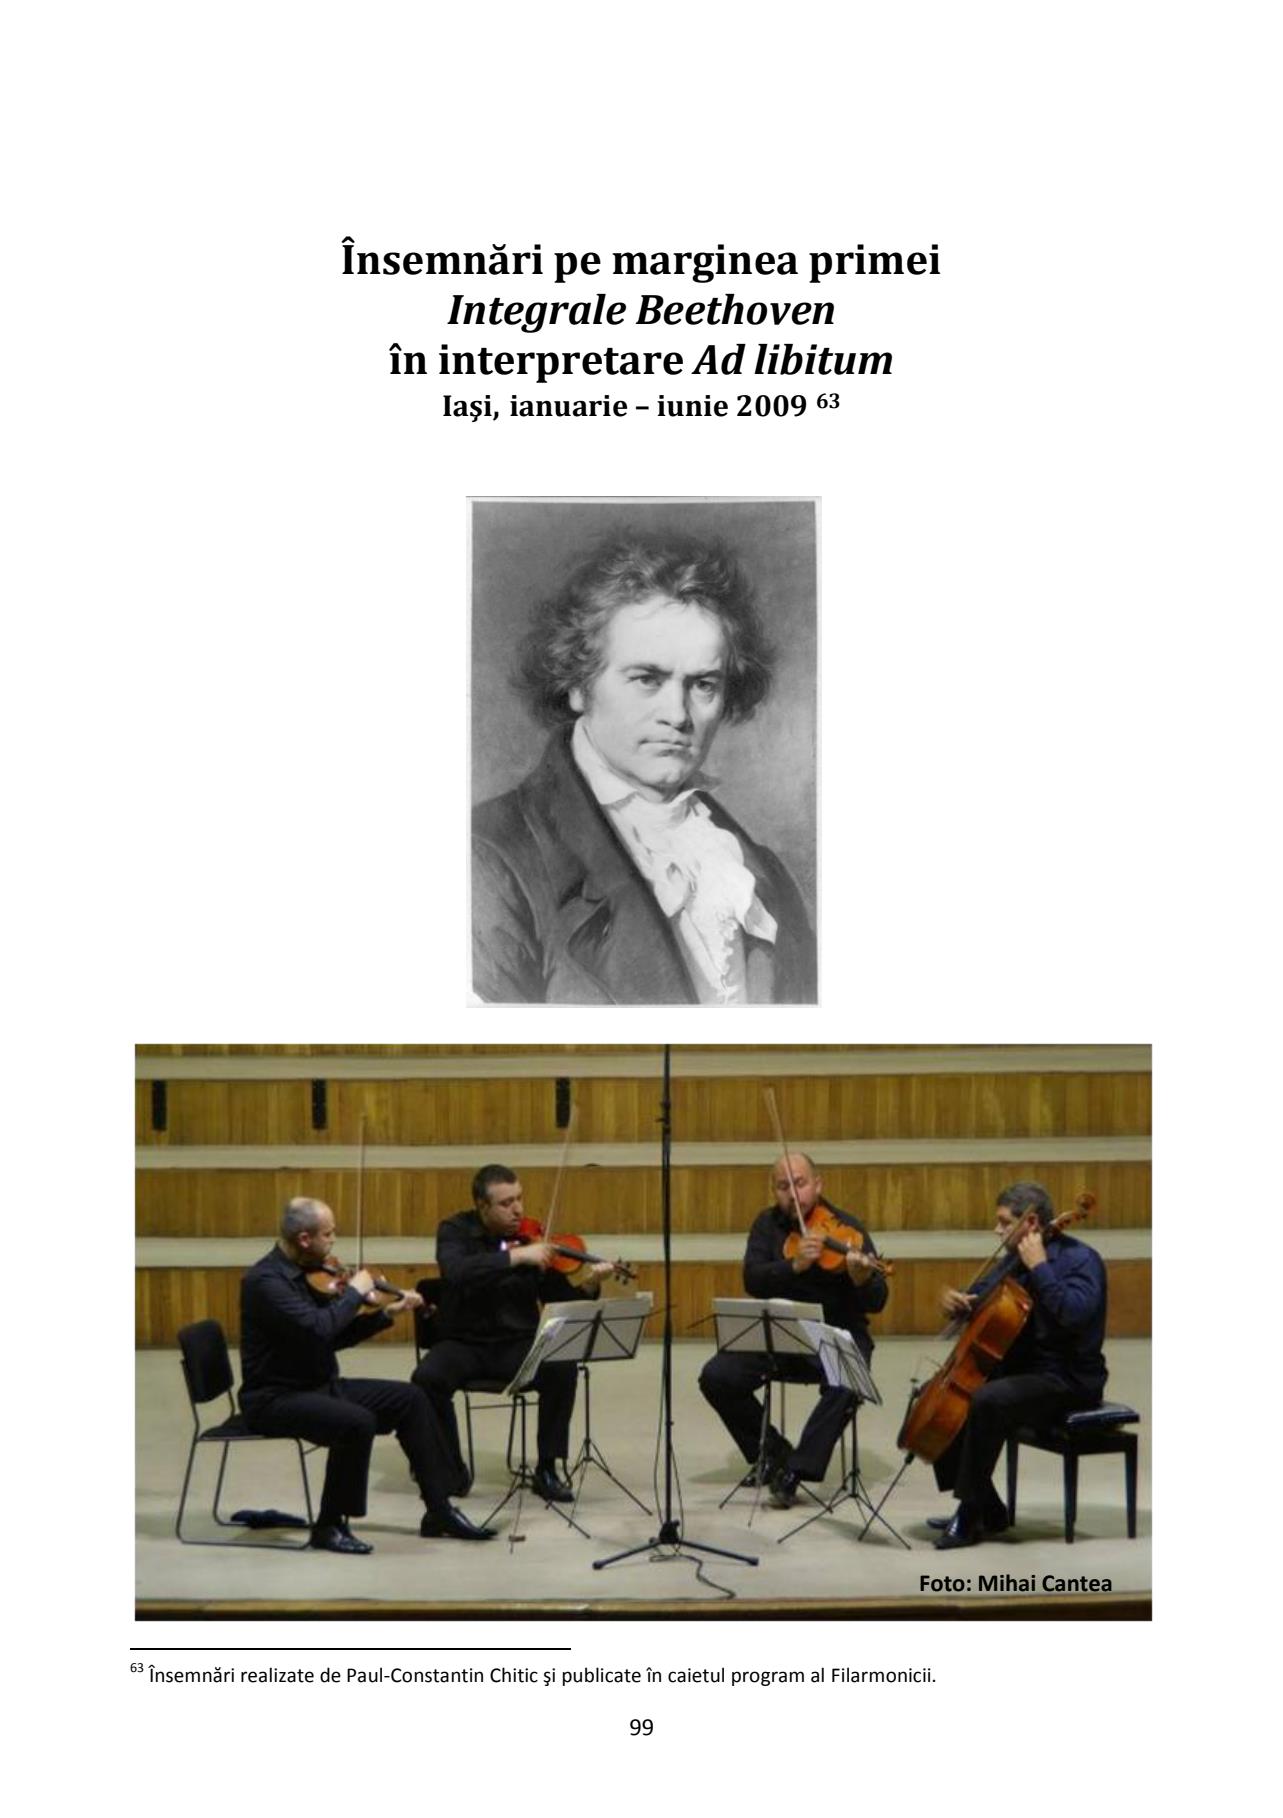 Însemnări pe marginea primei
Integrale Beethoven
în interpretare Ad libitum
Iaşi, ianuarie – iunie 2009 63
Foto: Mihai Cantea
63 Însemnări realizate de Paul-Constantin Chitic şi publicate în caietul program al Filarmonicii.
99